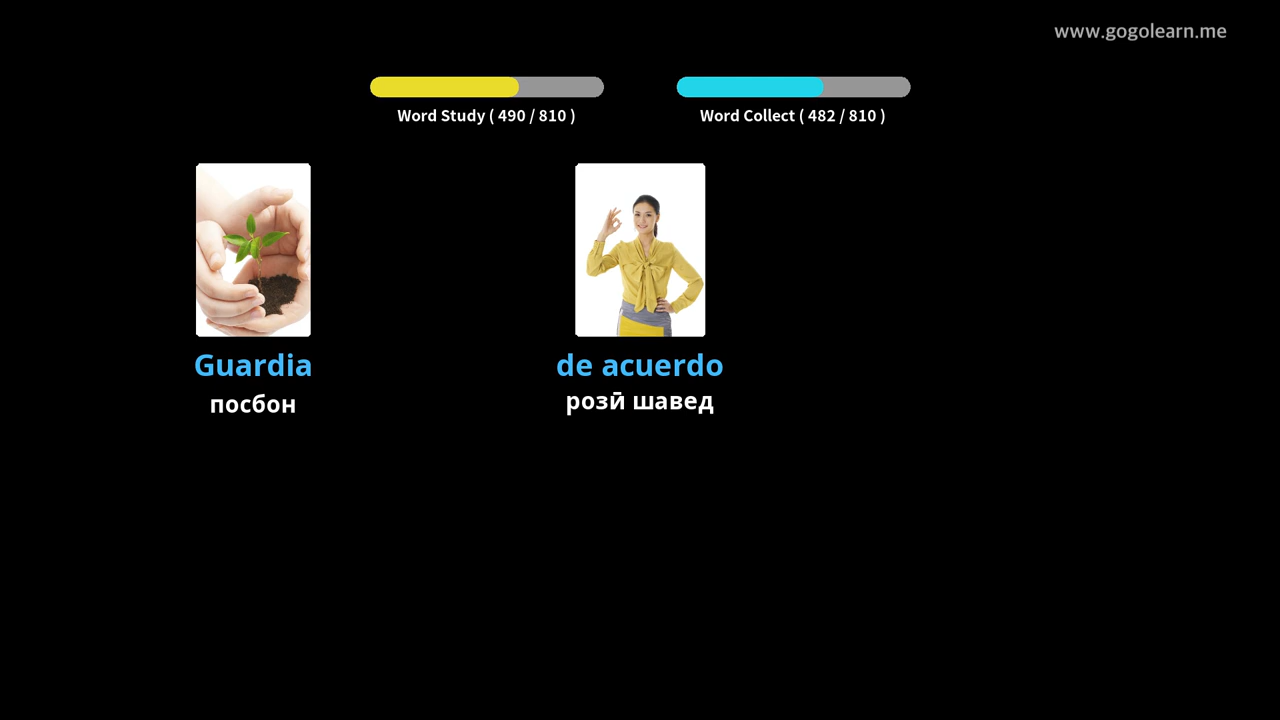 www.gogolearn.me
Word Study ( 490 / 810 )
Word Collect ( 482 / 810 )
Guardia
посбон
de acuerdo
розӣ шавед